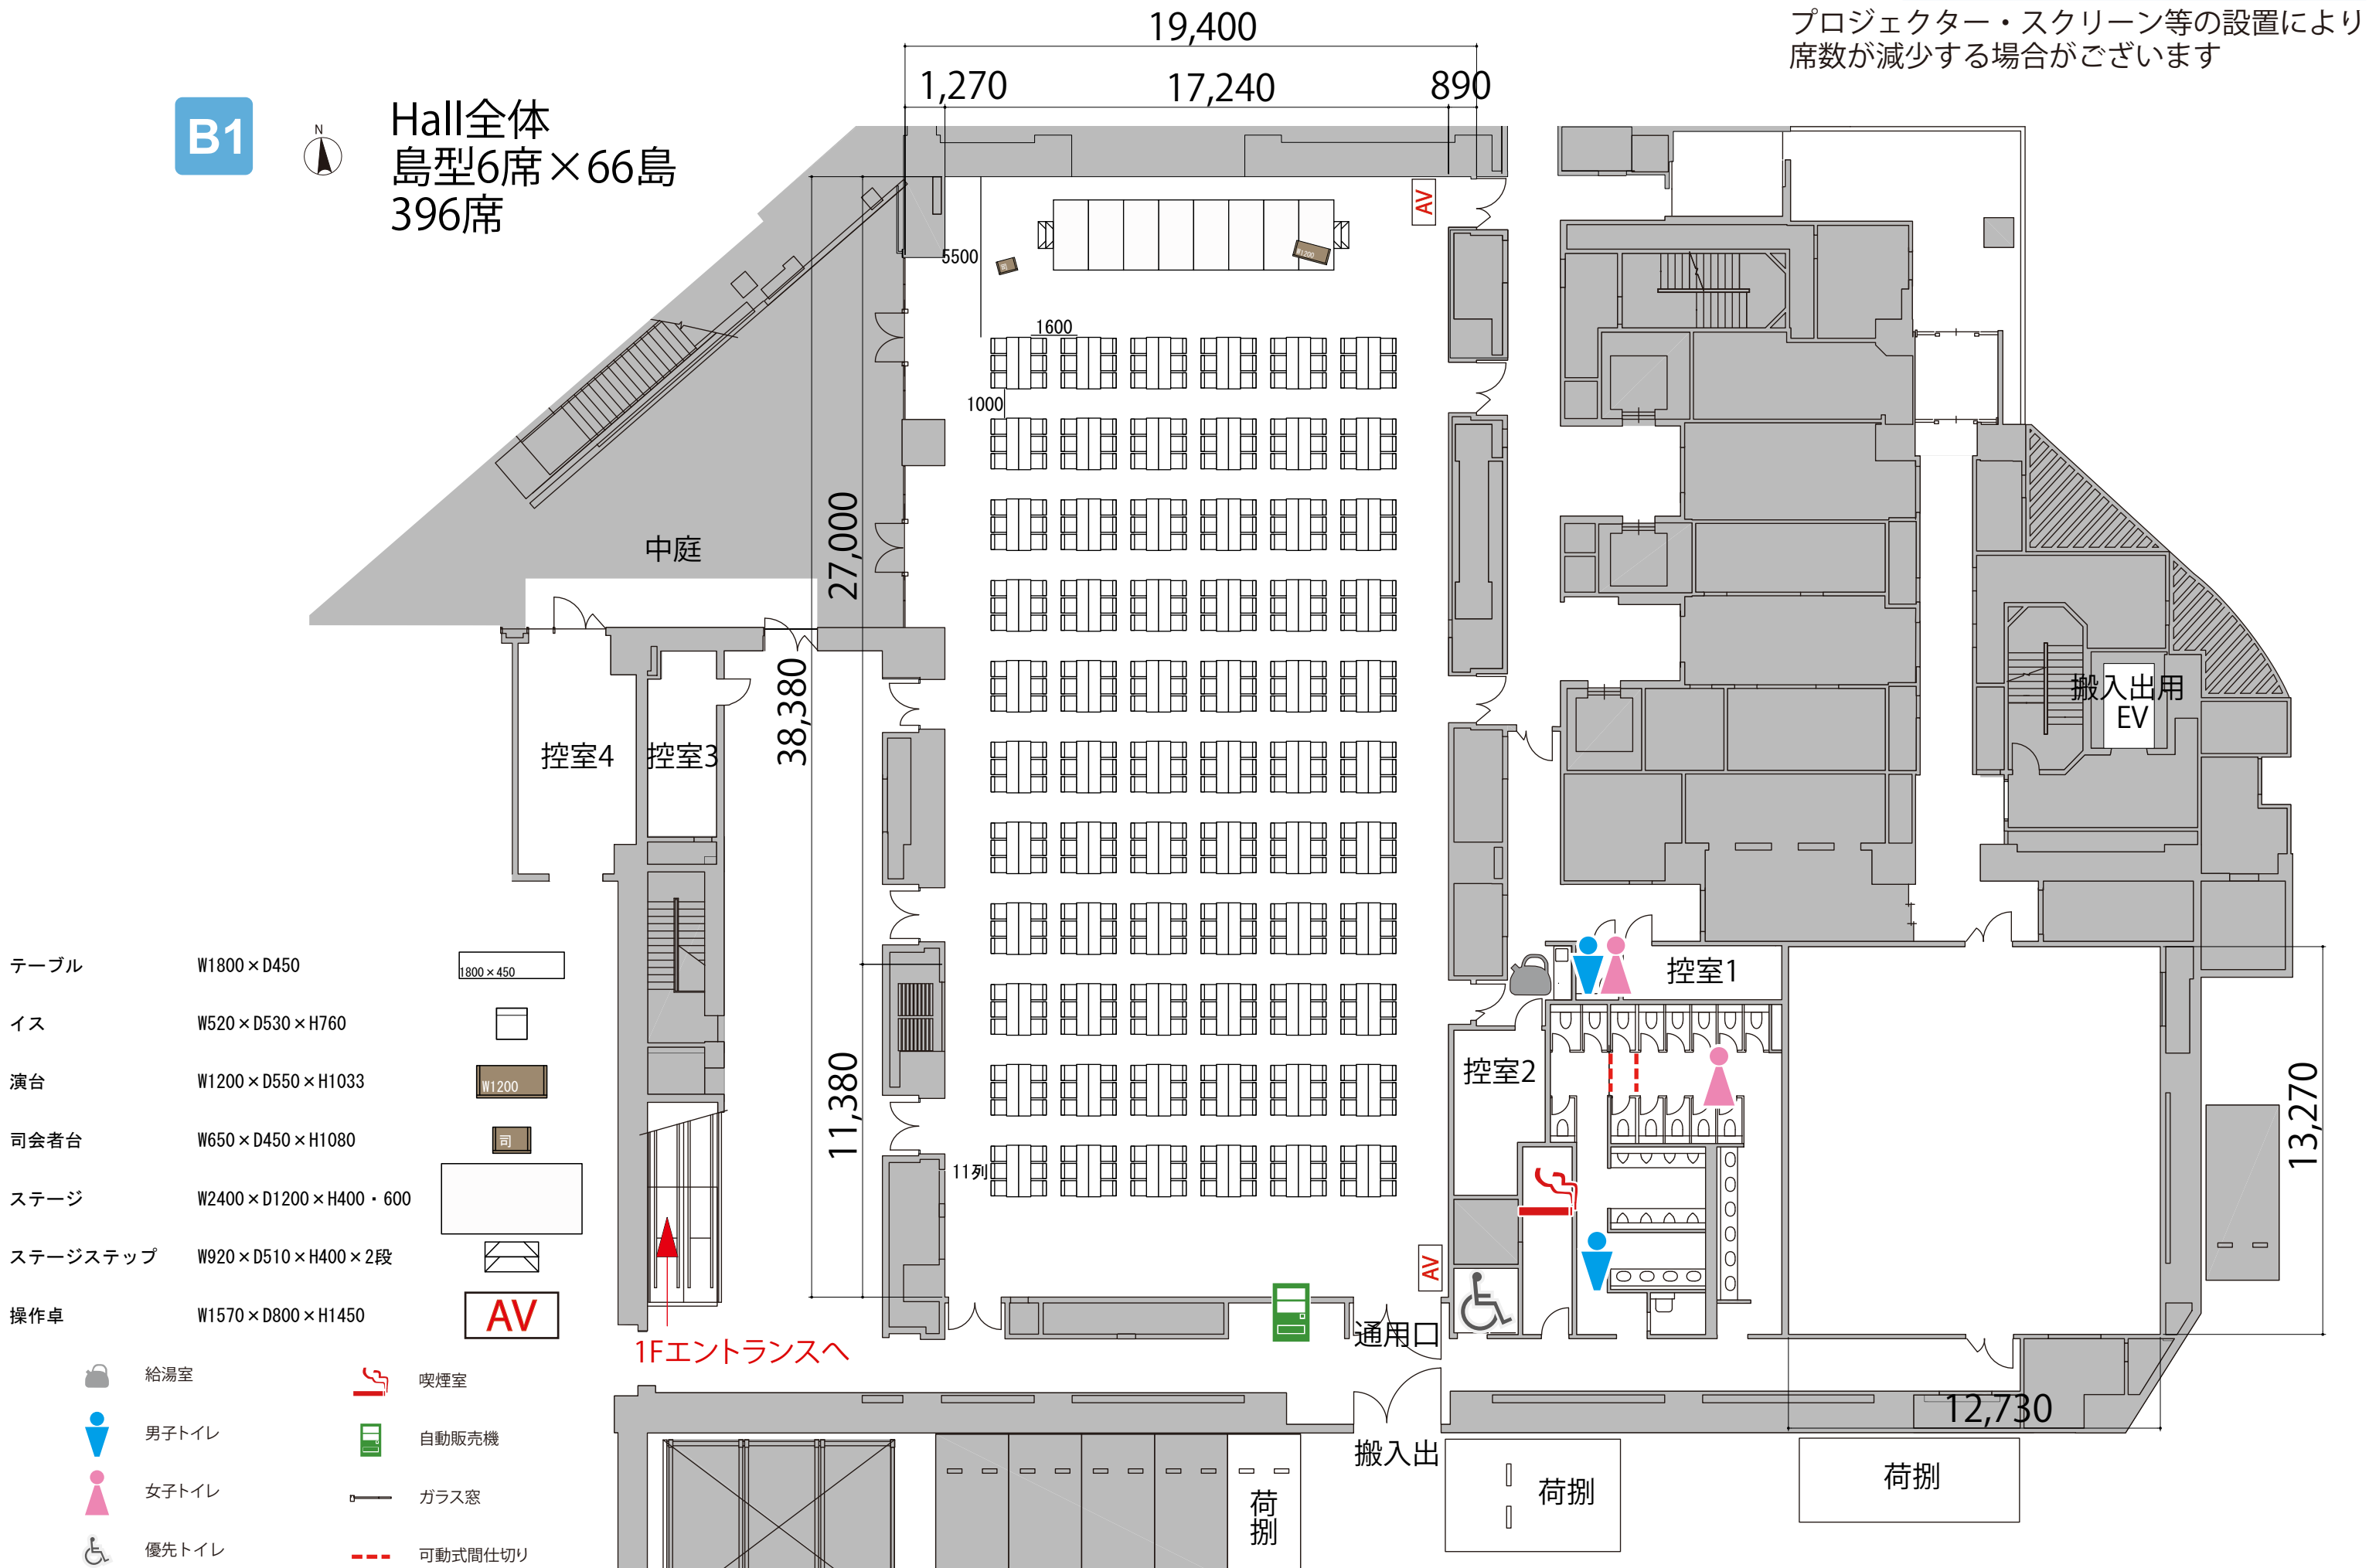 プロジェクター・スクリーン等の設置により
席数が減少する場合がございます
B1
N
Hall全体
島型6席×66島
396席
19,400
1,270
17,240
890
AV
5500
司
W1200
1600
1000
27,000
38,380
11,380
11列
中庭
控室4
控室3
搬入出用
EV
控室1
控室2
13,270
12,730
AV
通用口
1Fエントランスへ
搬入出
荷捌
荷捌
荷捌
テーブル W1800×D450 1800×450
イス W520×D530×H760
演台 W1200×D550×H1033 W1200
司会者台 W650×D450×H1080 司
ステージ W2400×D1200×H400・600
ステージステップ W920×D510×H400×2段
操作卓 W1570×D800×H1450 AV
給湯室 喫煙室
男子トイレ 自動販売機
女子トイレ ガラス窓
優先トイレ 可動式間仕切り